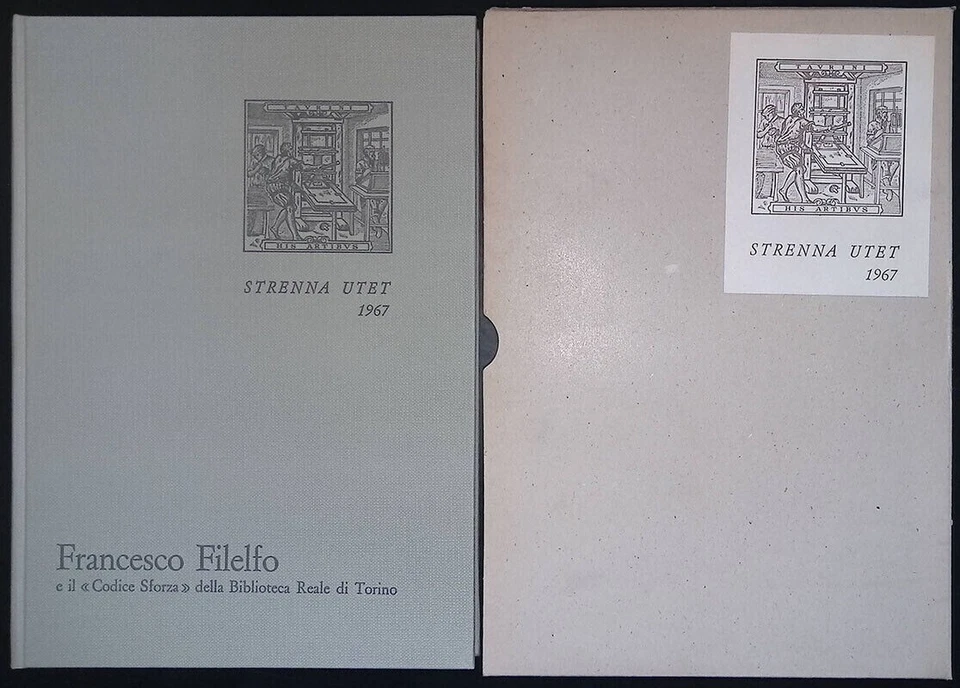 TAVRINI
HIS ARTIBVS
STRENNA UTET
1967
Francesco Filelfo
e il «Codice Sforza» della Biblioteca Reale di Torino
TAVRINI
HIS ARTIBVS
STRENNA UTET
1967